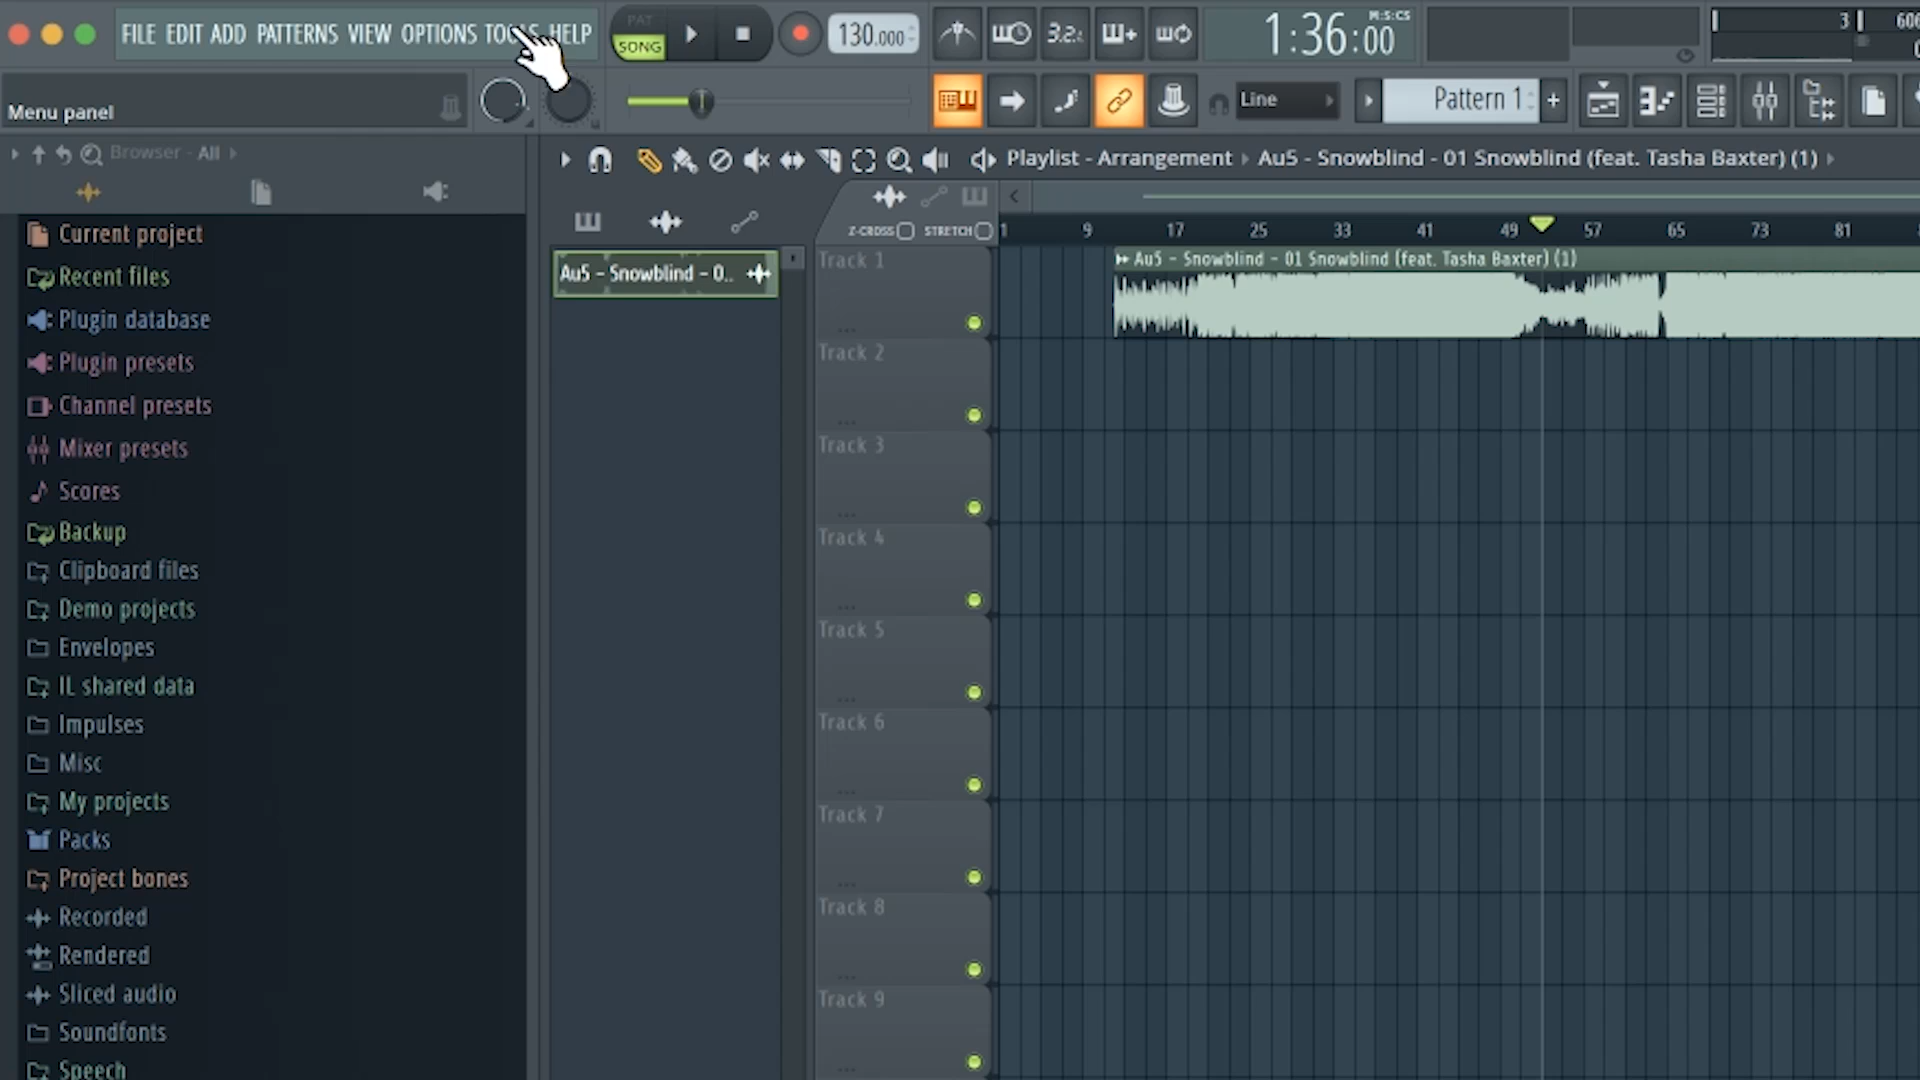 FILE EDIT ADD PATTERNS VIEW OPTIONS TOOLS HELP
PAT
SONG
130.000
3.2.
1:36:00
M:S:CS
3
Menu panel
Line
Pattern 1
Browser - All
Playlist - Arrangement › Au5 - Snowblind - 01 Snowblind (feat. Tasha Baxter) (1)
Z-CROSS STRETCH
1 9 17 25 33 41 49 57 65 73 81
Current project
Recent files
Plugin database
Plugin presets
Channel presets
Mixer presets
Scores
Backup
Clipboard files
Demo projects
Envelopes
IL shared data
Impulses
Misc
My projects
Packs
Project bones
Recorded
Rendered
Sliced audio
Soundfonts
Speech
Au5 - Snowblind - 0..
Au5 - Snowblind - 01 Snowblind (feat. Tasha Baxter) (1)
Track 1
Track 2
Track 3
Track 4
Track 5
Track 6
Track 7
Track 8
Track 9